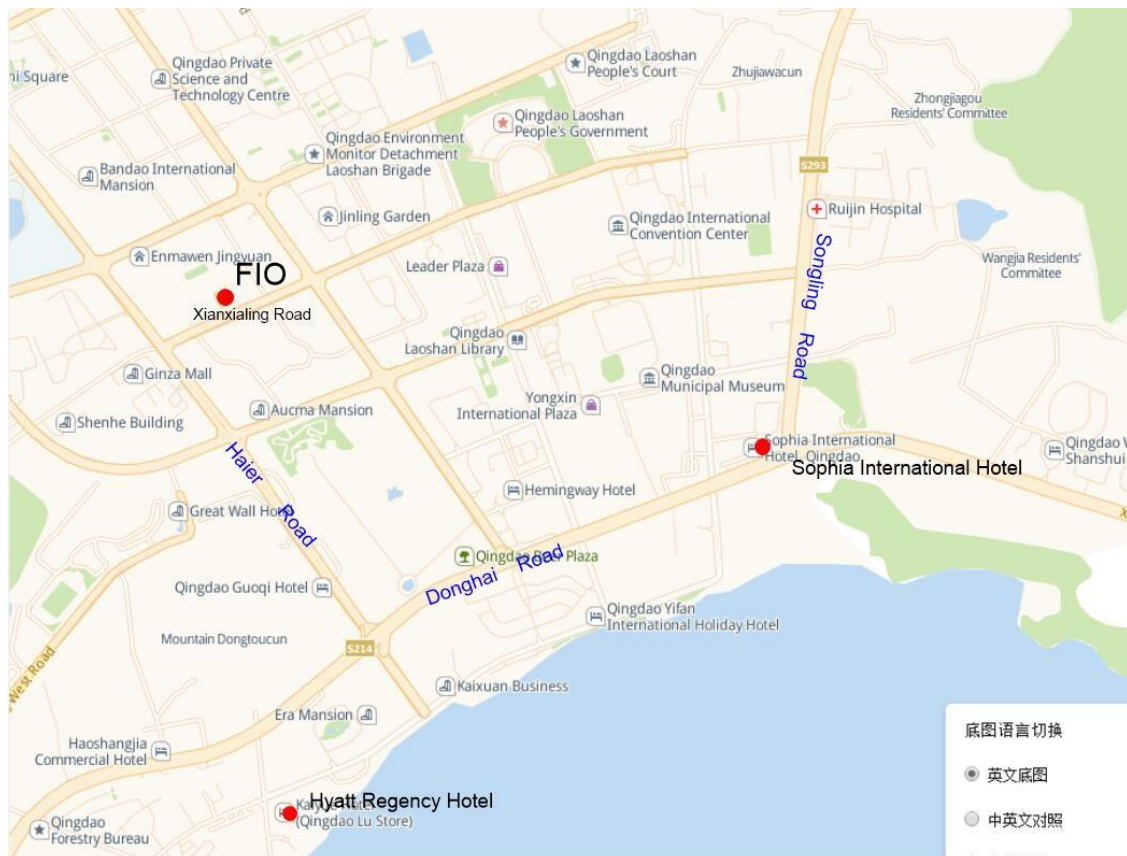 Qingdao Laoshan
People's Court
Qingdao Private
Science and
Technology Centre
Square
Zhujiawacun
Zhongjiagou
Residents' Committee
Qingdao Laoshan
People's Government
Qingdao Environment
Monitor Detachment
Laoshan Brigade
Bandao International
Mansion
S293
Ruijin Hospital
Jinling Garden
Qingdao International
Convention Center
Enmawen Jingyuan
Leader Plaza
Wangjia Residents'
Committee
FIO
Xianxialing Road
Songling Road
Qingdao
Laoshan Library
Ginza Mall
Qingdao
Municipal Museum
Yongxin
International Plaza
Aucma Mansion
Shenhe Building
Sophia International
Hotel, Qingdao
Sophia International Hotel
Qingdao
Shanshui
Haier Road
Hemingway Hotel
Great Wall
Qingdao Plaza
Donghai Road
Qingdao Guoqi Hotel
Qingdao Yifan
International Holiday Hotel
Mountain Dongtoucun
S214
West Road
Kaixuan Business
Era Mansion
Haoshangjia
Commercial Hotel
Hyatt Regency Hotel
(Qingdao Lu Store)
Qingdao
Forestry Bureau
底图语言切换
英文底图
中英文对照